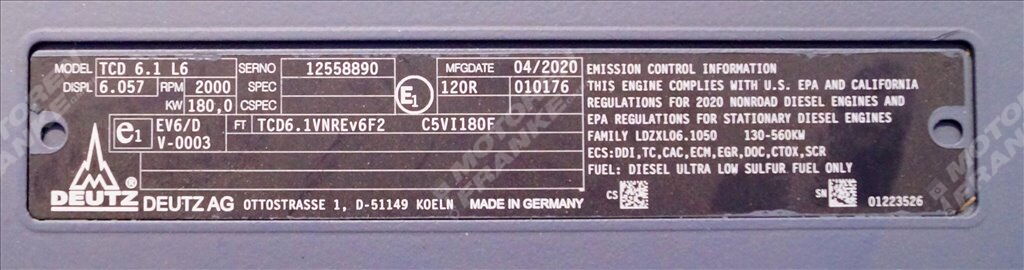 MODEL TCD 6.1 L6 SERNO 12558890 MFGDATE 04/2020
DISPL 6.057 RPM 2000 SPEC E1 120R 010176
KW 180,0 CSPEC
e1 EV6/D V-0003 FT TCD6.1VNREv6F2 C5VI180F
DEUTZ ® DEUTZ AG OTTOSTRASSE 1, D-51149 KOELN MADE IN GERMANY
EMISSION CONTROL INFORMATION
THIS ENGINE COMPLIES WITH U.S. EPA AND CALIFORNIA
REGULATIONS FOR 2020 NONROAD DIESEL ENGINES AND
EPA REGULATIONS FOR STATIONARY DIESEL ENGINES
FAMILY LDZXL06.1050 130-560KW
ECS:DDI,TC,CAC,ECM,EGR,DOC,CTOX,SCR
FUEL: DIESEL ULTRA LOW SULFUR FUEL ONLY
CS SN 01223526
MOTORE FRANKE